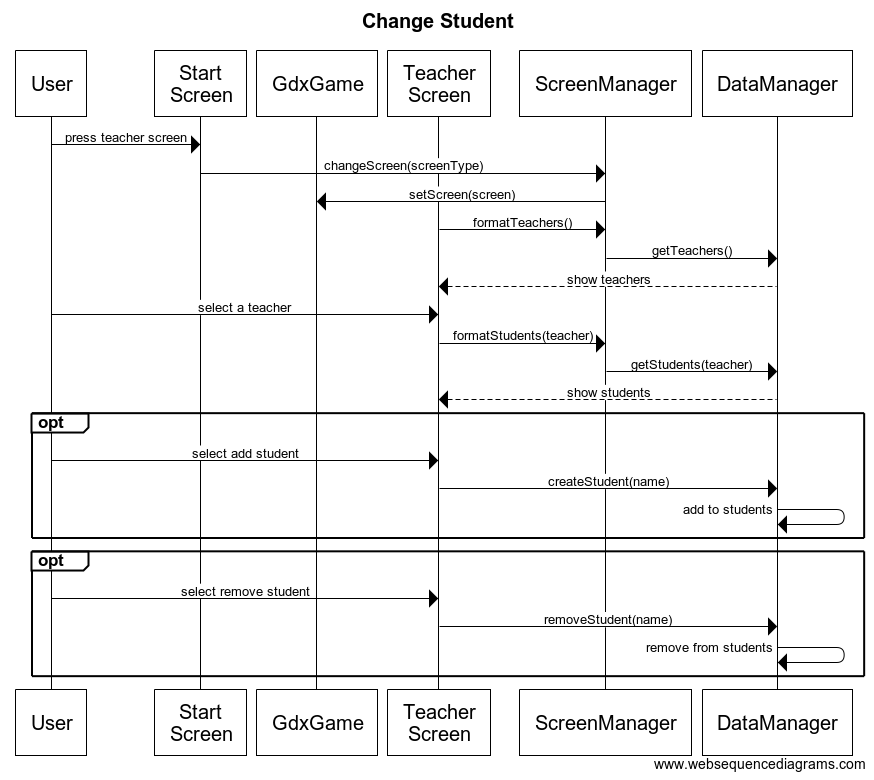 Change Student
User
Start
Screen
GdxGame
Teacher
Screen
ScreenManager
DataManager
press teacher screen
changeScreen(screenType)
setScreen(screen)
formatTeachers()
getTeachers()
show teachers
select a teacher
formatStudents(teacher)
getStudents(teacher)
show students
opt
select add student
createStudent(name)
add to students
opt
select remove student
removeStudent(name)
remove from students
User
Start
Screen
GdxGame
Teacher
Screen
ScreenManager
DataManager
www.websequencediagrams.com